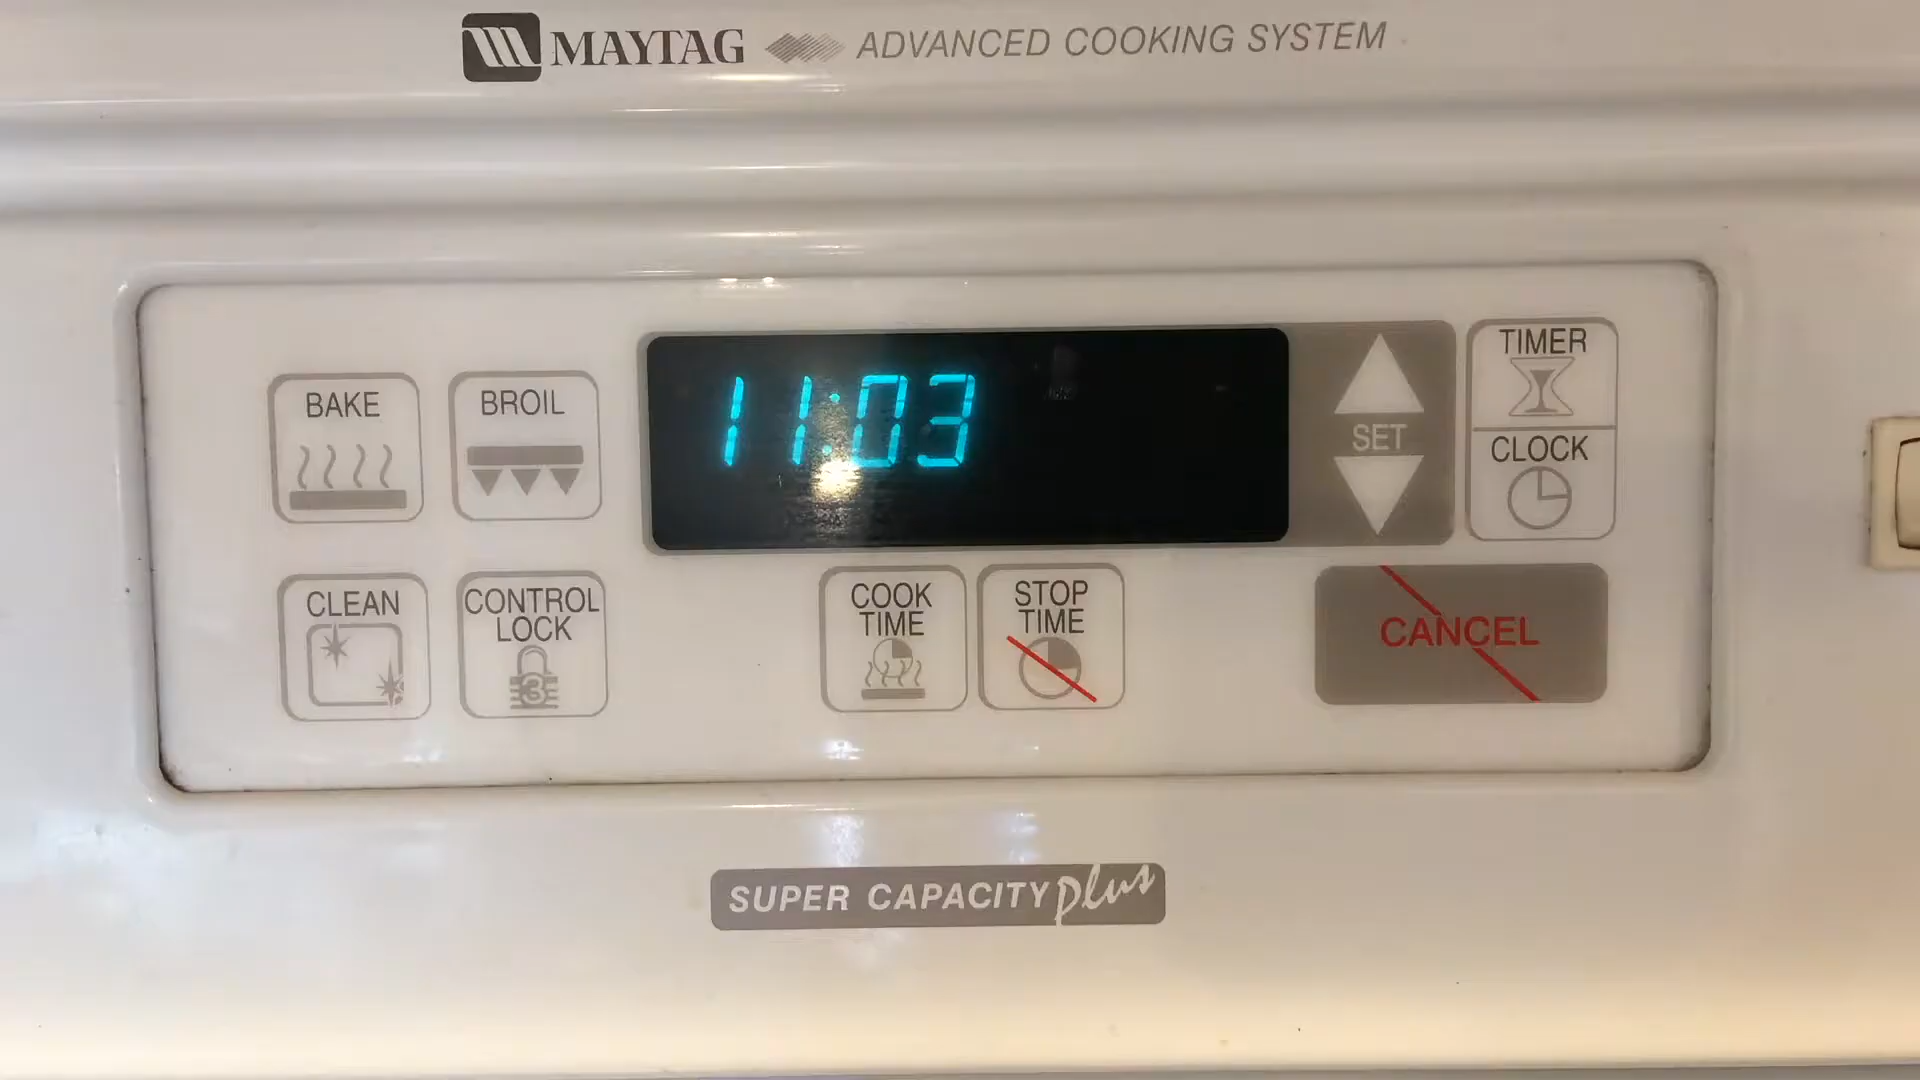 MAYTAG ADVANCED COOKING SYSTEM
BAKE
BROIL
11:03
SET
TIMER
CLOCK
CLEAN
CONTROL
LOCK
3
COOK
TIME
STOP
TIME
CANCEL
SUPER CAPACITY plus